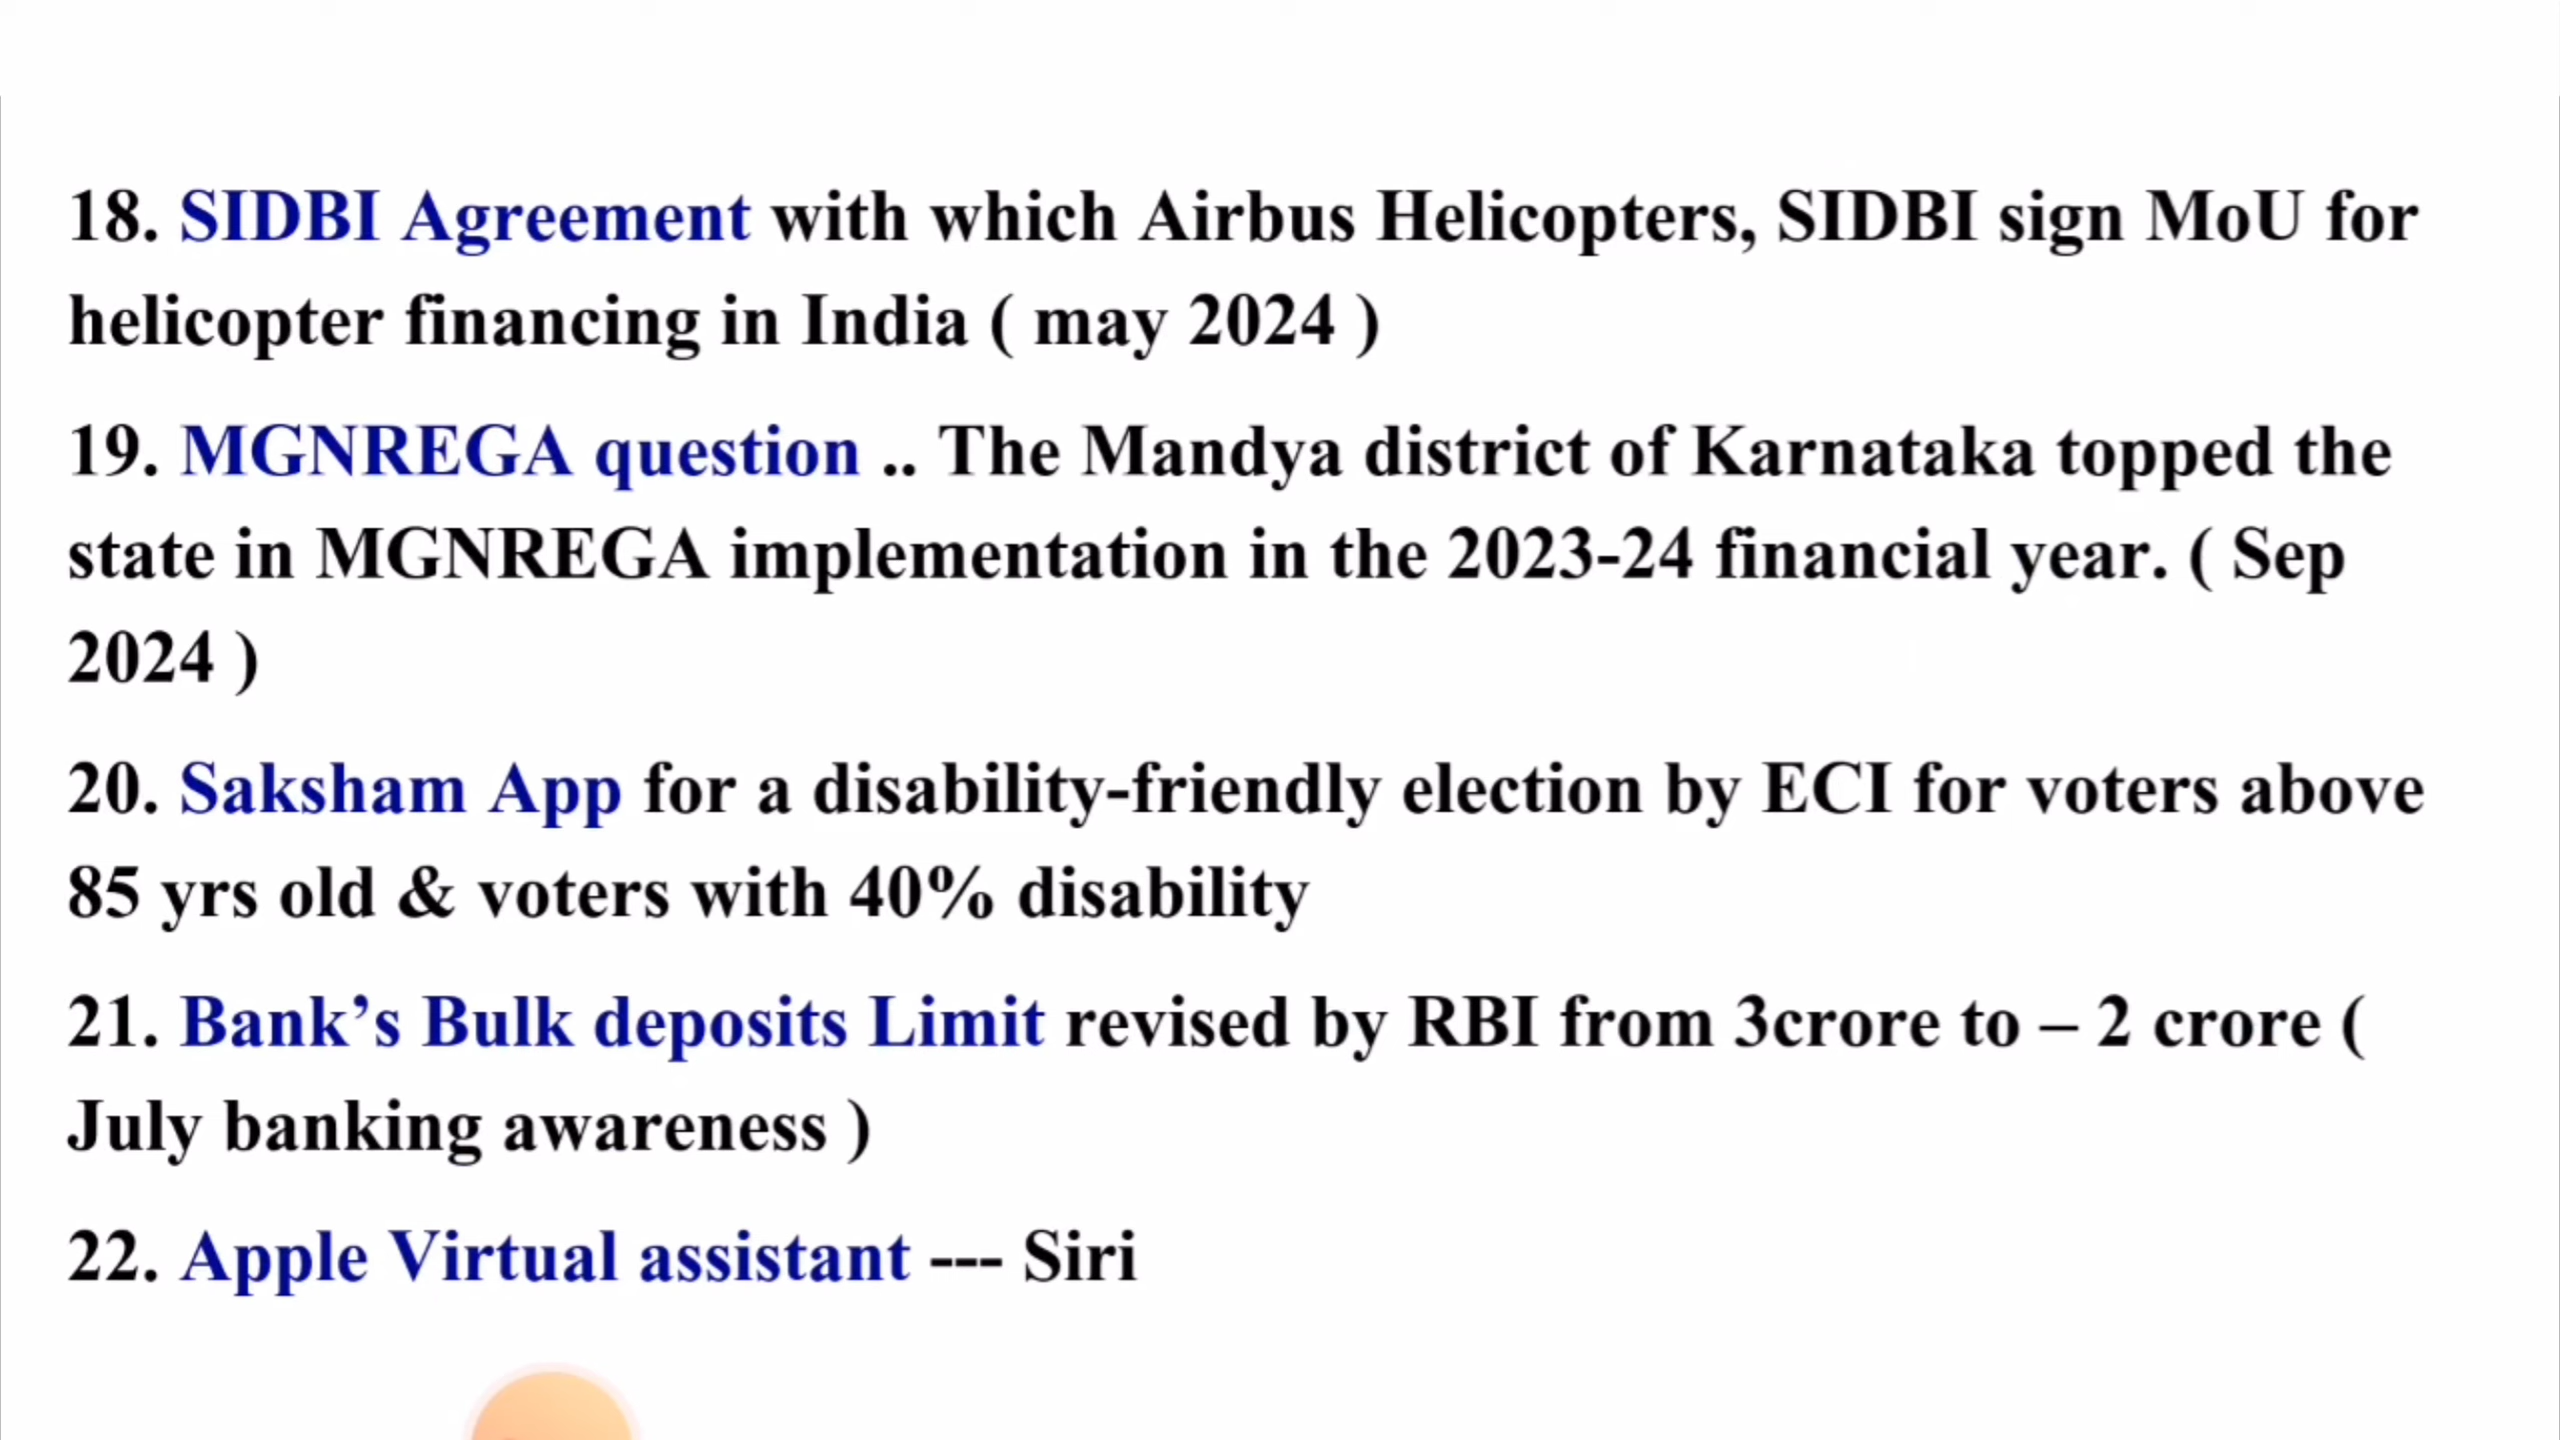 18. SIDBI Agreement with which Airbus Helicopters, SIDBI sign MoU for
helicopter financing in India ( may 2024 )
19. MGNREGA question .. The Mandya district of Karnataka topped the
state in MGNREGA implementation in the 2023-24 financial year. ( Sep
2024 )
20. Saksham App for a disability-friendly election by ECI for voters above
85 yrs old & voters with 40% disability
21. Bank’s Bulk deposits Limit revised by RBI from 3crore to – 2 crore (
July banking awareness )
22. Apple Virtual assistant --- Siri